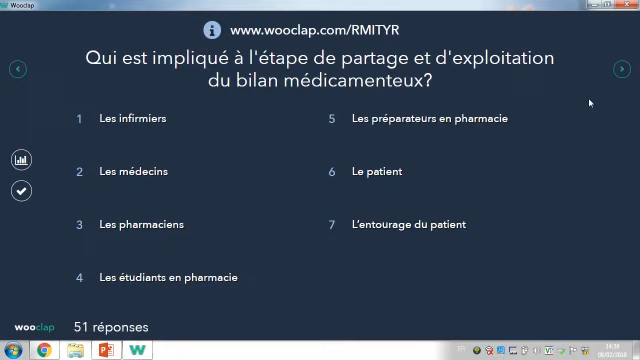 Wooclap
www.wooclap.com/RMITYR
Qui est impliqué à l'étape de partage et d'exploitation
du bilan médicamenteux?
1 Les infirmiers
2 Les médecins
3 Les pharmaciens
4 Les étudiants en pharmacie
5 Les préparateurs en pharmacie
6 Le patient
7 L'entourage du patient
wooclap 51 réponses
FR